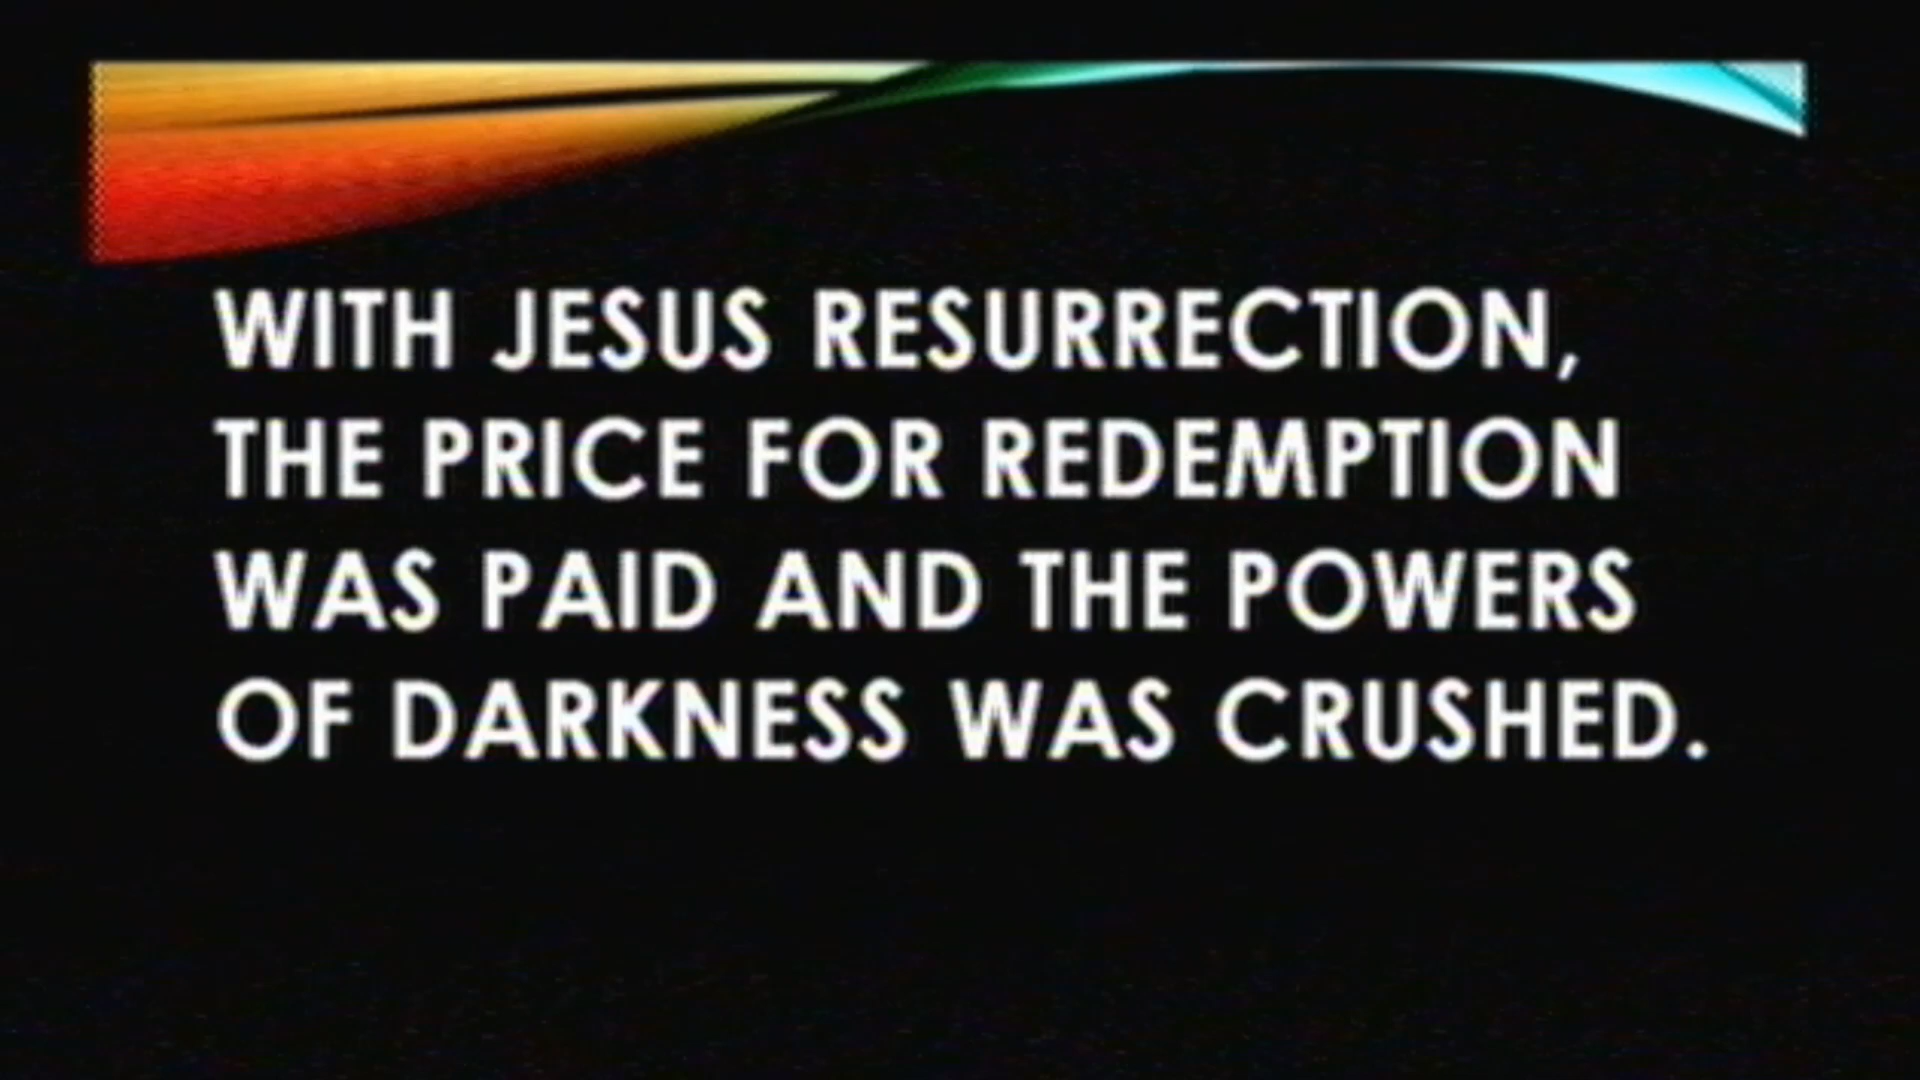 WITH JESUS RESURRECTION,
THE PRICE FOR REDEMPTION
WAS PAID AND THE POWERS
OF DARKNESS WAS CRUSHED.